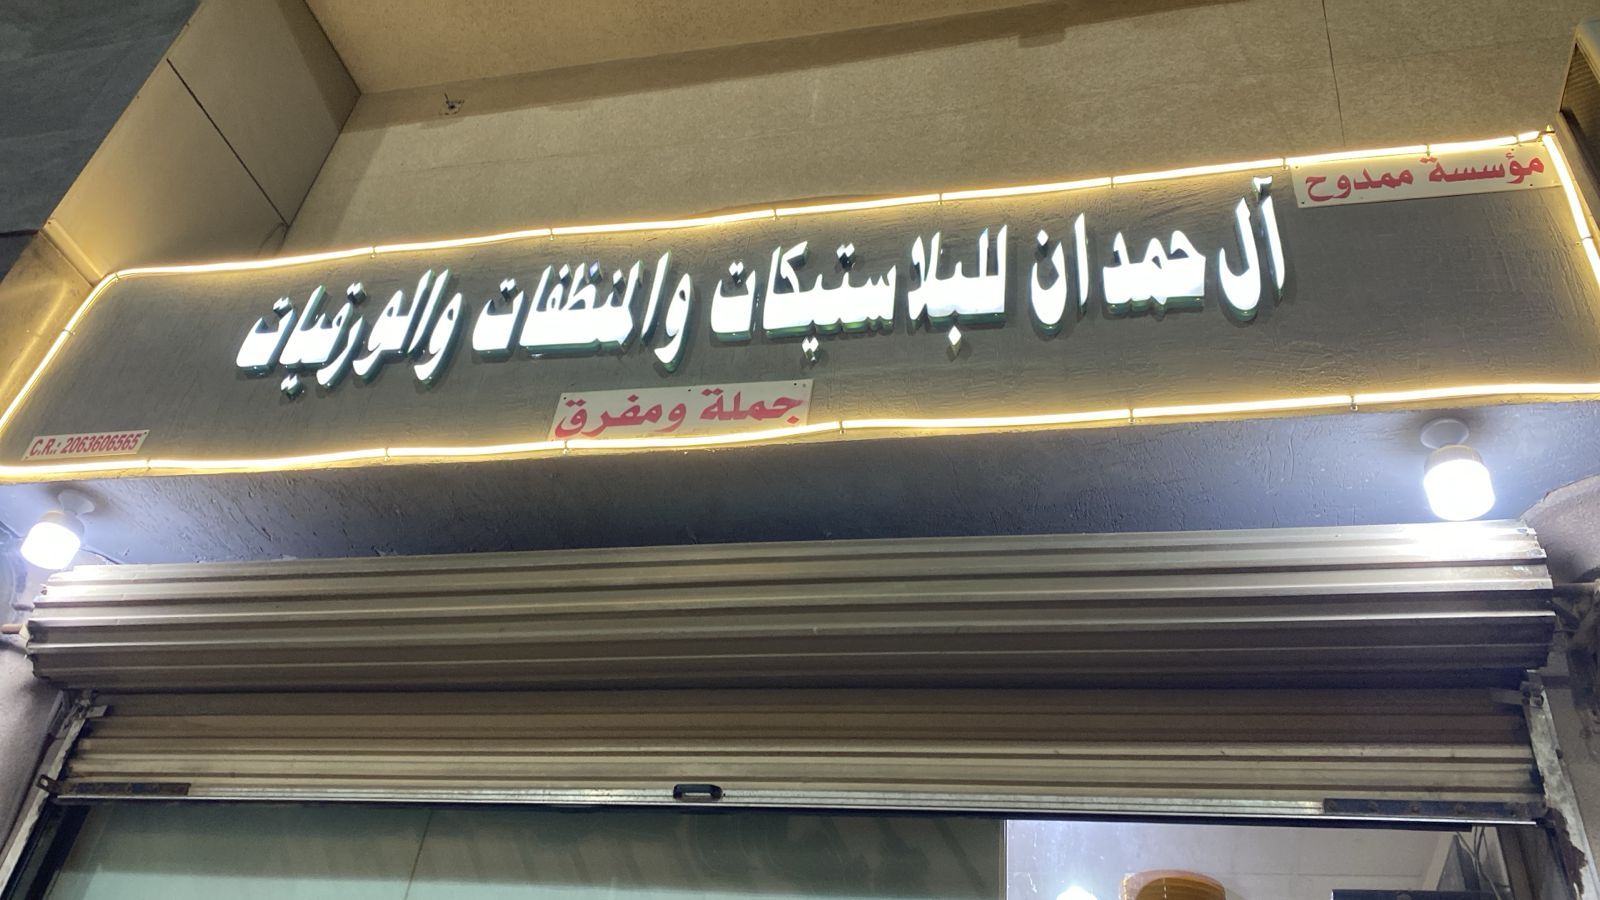 مؤسسة ممدوح
آل حمدان للبلاستيكات والمنظفات والورقيات
جملة ومفرق
C.R.: 2063606565